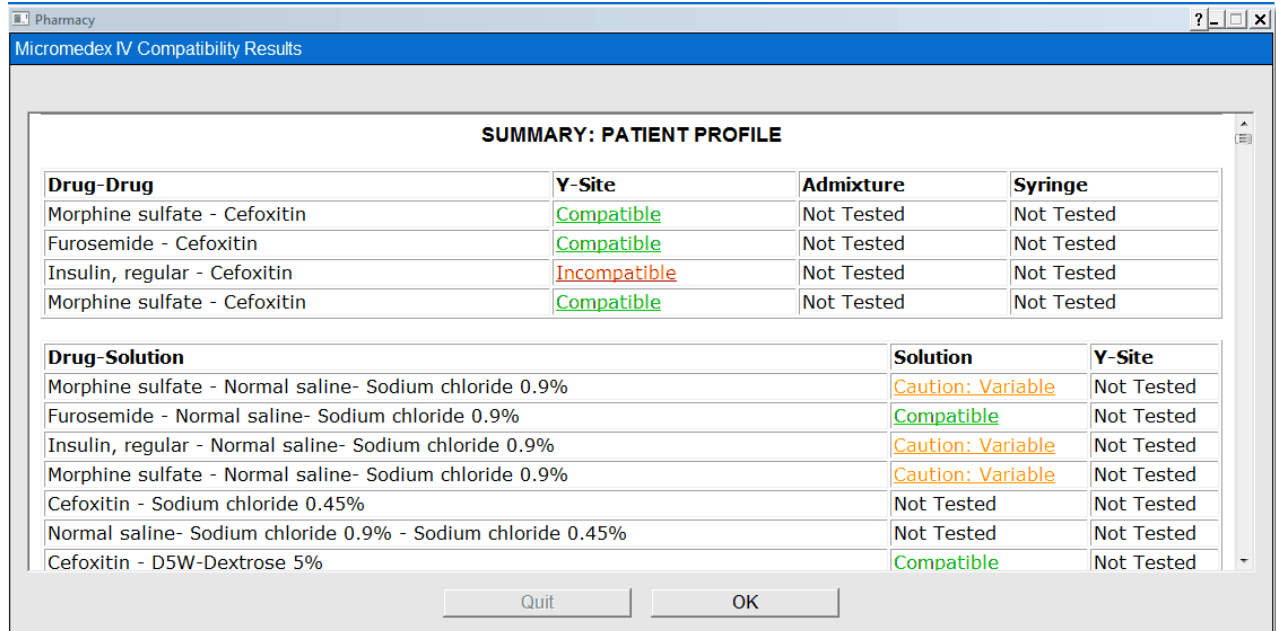 Pharmacy
Micromedex IV Compatibility Results
SUMMARY: PATIENT PROFILE
Drug-Drug Y-Site Admixture Syringe
Morphine sulfate - Cefoxitin Compatible Not Tested Not Tested
Furosemide - Cefoxitin Compatible Not Tested Not Tested
Insulin, regular - Cefoxitin Incompatible Not Tested Not Tested
Morphine sulfate - Cefoxitin Compatible Not Tested Not Tested
Drug-Solution Solution Y-Site
Morphine sulfate - Normal saline- Sodium chloride 0.9% Caution: Variable Not Tested
Furosemide - Normal saline- Sodium chloride 0.9% Compatible Not Tested
Insulin, regular - Normal saline- Sodium chloride 0.9% Caution: Variable Not Tested
Morphine sulfate - Normal saline- Sodium chloride 0.9% Caution: Variable Not Tested
Cefoxitin - Sodium chloride 0.45% Not Tested Not Tested
Normal saline- Sodium chloride 0.9% - Sodium chloride 0.45% Not Tested Not Tested
Cefoxitin - D5W-Dextrose 5% Compatible Not Tested
Quit OK